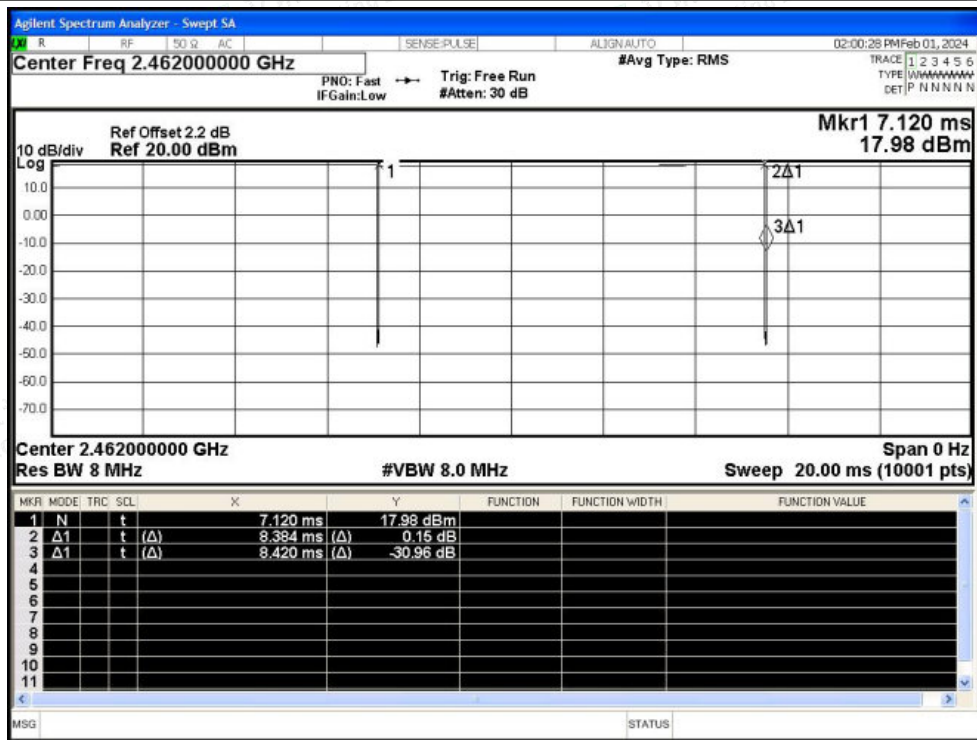 Agilent Spectrum Analyzer - Swept SA
LXI R RF 50 Ω AC SENSE:PULSE ALIGNAUTO 02:00:28 PMFeb 01, 2024
Center Freq 2.462000000 GHz #Avg Type: RMS TRACE 1 2 3 4 5 6
PNO: Fast Trig: Free Run TYPE WWWWWW
IFGain:Low #Atten: 30 dB DET P N N N N N
Mkr1 7.120 ms
17.98 dBm
Ref Offset 2.2 dB
10 dB/div Ref 20.00 dBm
Log
1 2Δ1
10.0
0.00
3Δ1
-10.0
-20.0
-30.0
-40.0
-50.0
-60.0
-70.0
Center 2.462000000 GHz Span 0 Hz
Res BW 8 MHz #VBW 8.0 MHz Sweep 20.00 ms (10001 pts)
MKR MODE TRC SCL X Y FUNCTION FUNCTION WIDTH FUNCTION VALUE
1 N t 7.120 ms 17.98 dBm
2 Δ1 t (Δ) 8.384 ms (Δ) 0.15 dB
3 Δ1 t (Δ) 8.420 ms (Δ) -30.96 dB
4
5
6
7
8
9
10
11
MSG STATUS